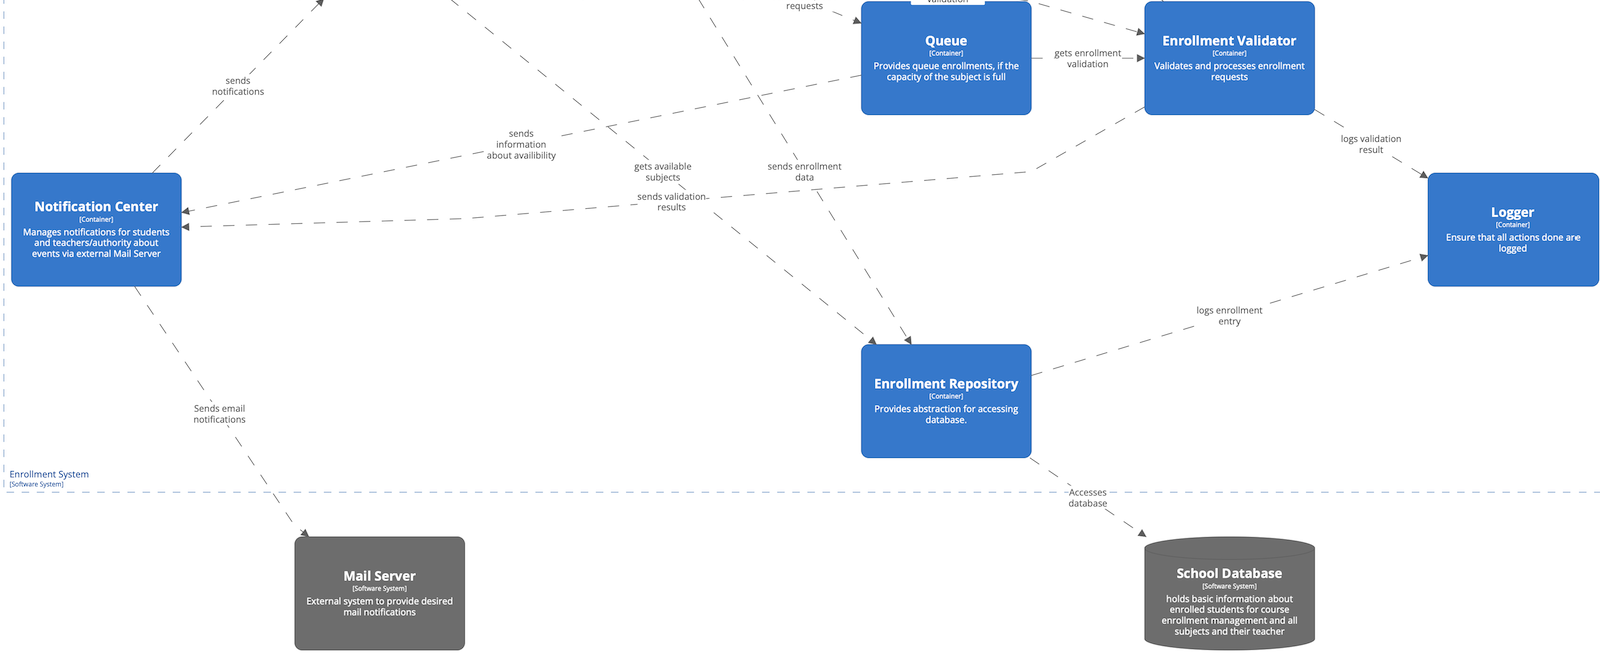 requests
validation
Queue
[Container]
Provides queue enrollments, if the
capacity of the subject is full
gets enrollment
validation
Enrollment Validator
[Container]
Validates and processes enrollment
requests
sends
notifications
sends
information
about availibility
gets available
subjects
sends enrollment
data
logs validation
result
sends validation
results
Notification Center
[Container]
Manages notifications for students
and teachers/authority about
events via external Mail Server
Logger
[Container]
Ensure that all actions done are
logged
logs enrollment
entry
Enrollment Repository
[Container]
Provides abstraction for accessing
database.
Sends email
notifications
Enrollment System
[Software System]
Accesses
database
Mail Server
[Software System]
External system to provide desired
mail notifications
School Database
[Software System]
holds basic information about
enrolled students for course
enrollment management and all
subjects and their teacher